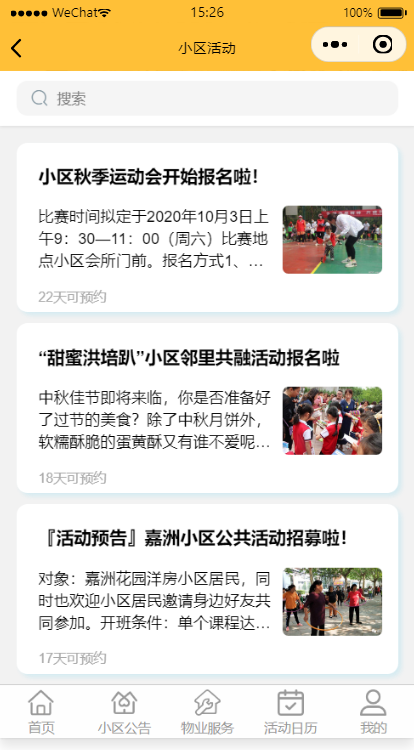 WeChat 15:26 100%
小区活动
搜索
小区秋季运动会开始报名啦！
比赛时间拟定于2020年10月3日上
午9：30—11：00（周六）比赛地
点小区会所门前。报名方式1、...
22天可预约
“甜蜜洪培趴”小区邻里共融活动报名啦
中秋佳节即将来临，你是否准备好
了过节的美食？除了中秋月饼外，
软糯酥脆的蛋黄酥又有谁不爱呢...
18天可预约
『活动预告』嘉洲小区公共活动招募啦！
对象：嘉洲花园洋房小区居民，同
时也欢迎小区居民邀请身边好友共
同参加。开班条件：单个课程达...
17天可预约
首页 小区公告 物业服务 活动日历 我的